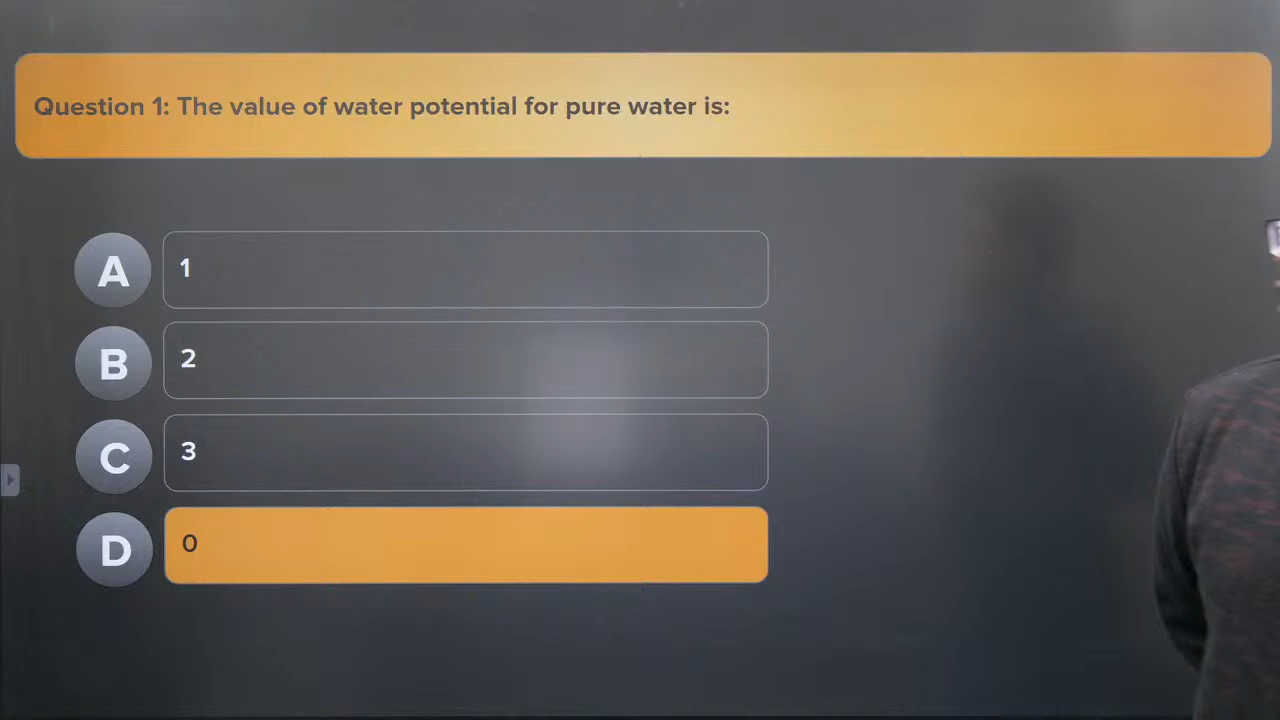 Question 1: The value of water potential for pure water is:
A 1
B 2
C 3
D 0